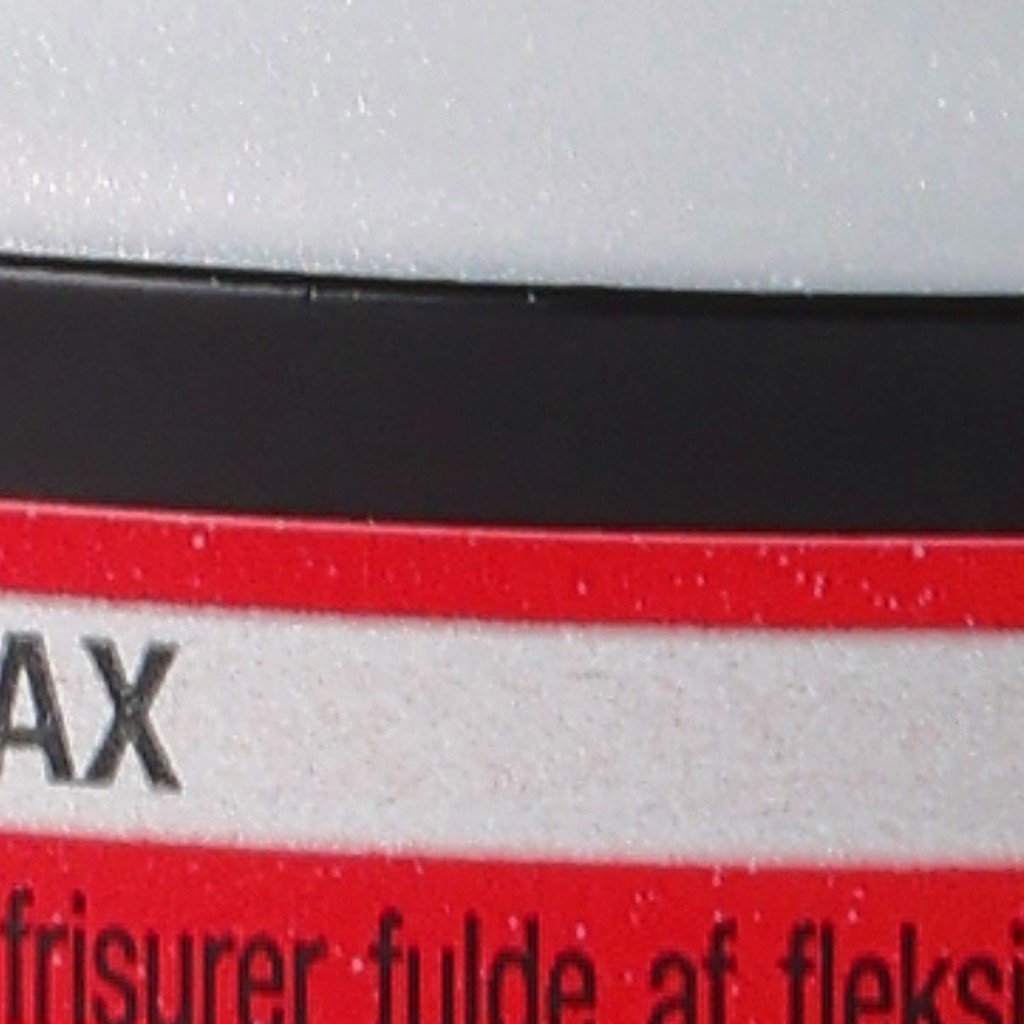 AX
frisurer fulde af fleksi